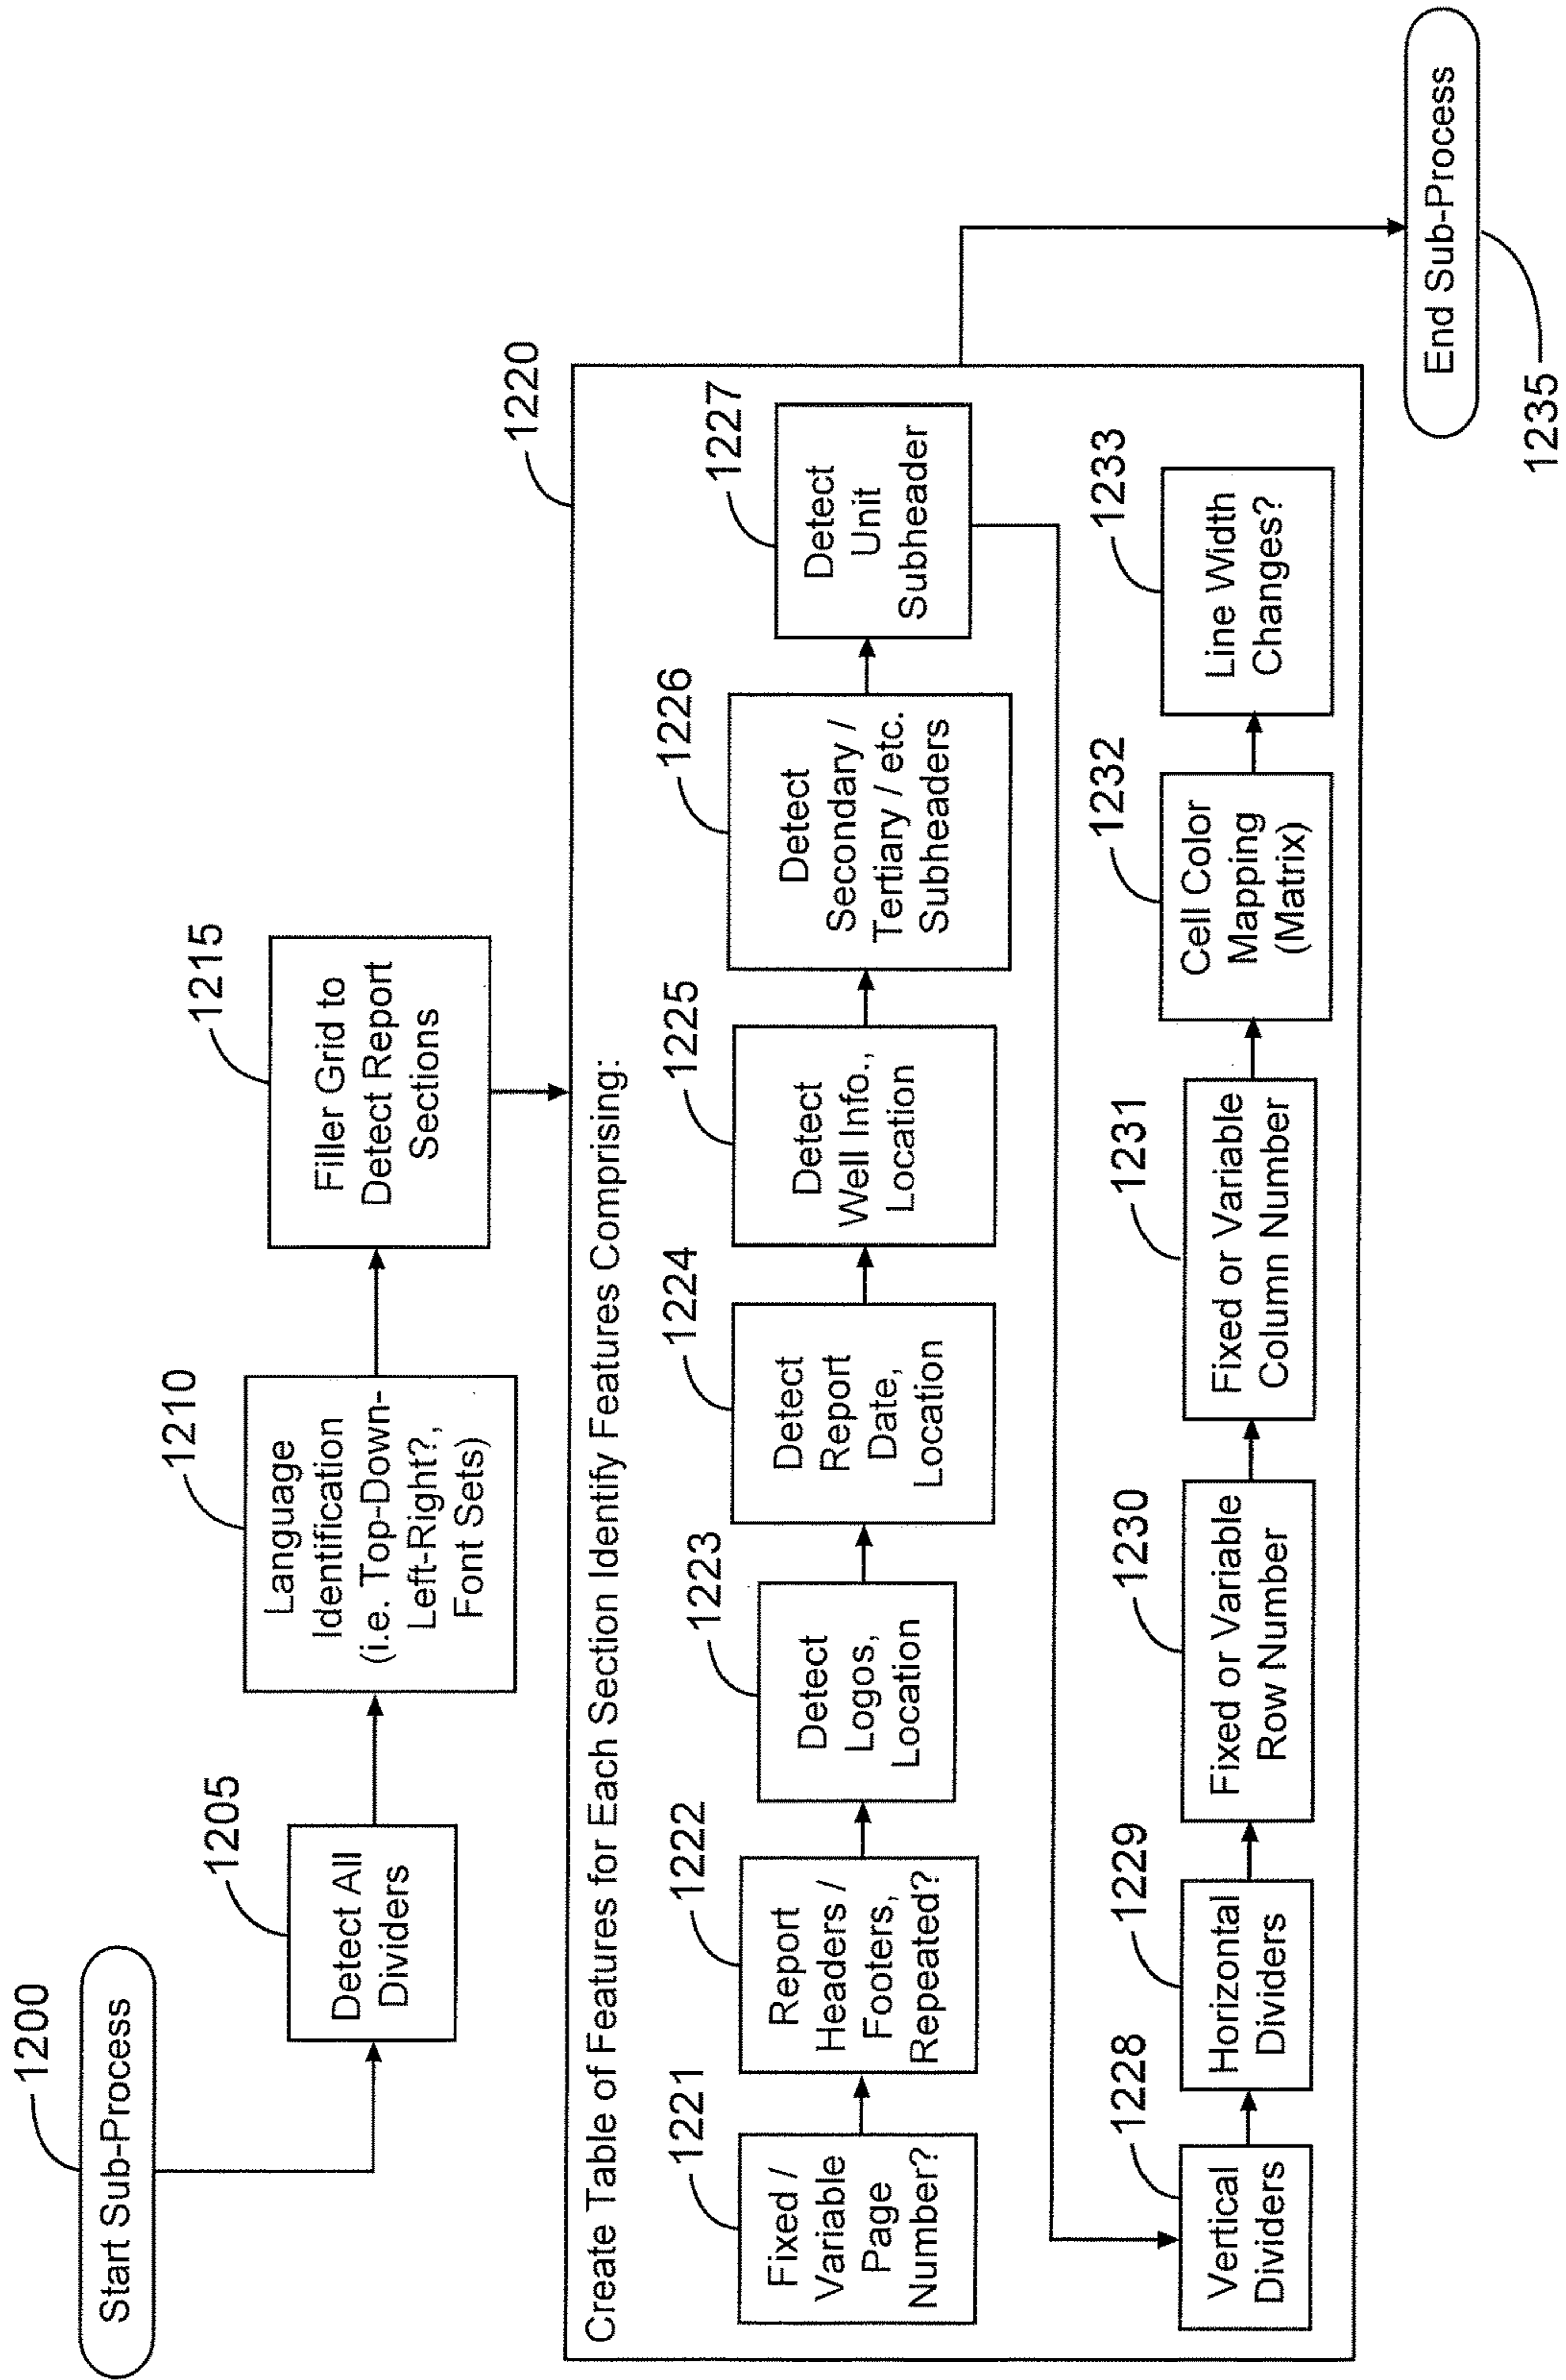 1200
Start Sub-Process
1205
Detect All
Dividers
1210
Language
Identification
(i.e. Top-Down-
Left-Right?,
Font Sets)
1215
Filler Grid to
Detect Report
Sections
1220
Create Table of Features for Each Section Identify Features Comprising:
1221
Fixed /
Variable
Page
Number?
1222
Report
Headers /
Footers,
Repeated?
1223
Detect
Logos,
Location
1224
Detect
Report
Date,
Location
1225
Detect
Well Info.,
Location
1226
Detect
Secondary /
Tertiary / etc.
Subheaders
1227
Detect
Unit
Subheader
1228
Vertical
Dividers
1229
Horizontal
Dividers
1230
Fixed or Variable
Row Number
1231
Fixed or Variable
Column Number
1232
Cell Color
Mapping
(Matrix)
1233
Line Width
Changes?
End Sub-Process
1235